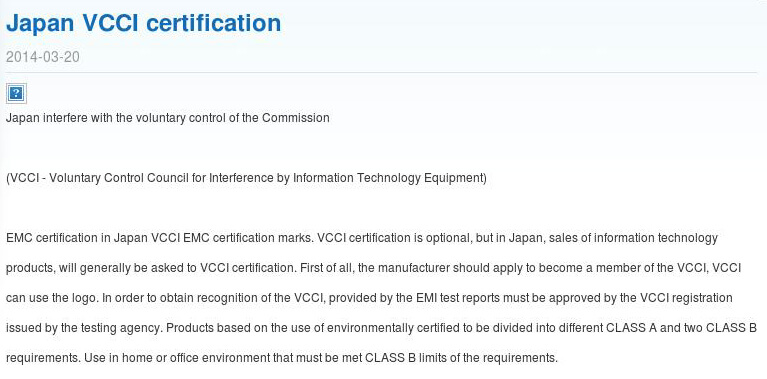 Japan VCCI certification
2014-03-20
?
Japan interfere with the voluntary control of the Commission
(VCCI - Voluntary Control Council for Interference by Information Technology Equipment)
EMC certification in Japan VCCI EMC certification marks. VCCI certification is optional, but in Japan, sales of information technology
products, will generally be asked to VCCI certification. First of all, the manufacturer should apply to become a member of the VCCI, VCCI
can use the logo. In order to obtain recognition of the VCCI, provided by the EMI test reports must be approved by the VCCI registration
issued by the testing agency. Products based on the use of environmentally certified to be divided into different CLASS A and two CLASS B
requirements. Use in home or office environment that must be met CLASS B limits of the requirements.